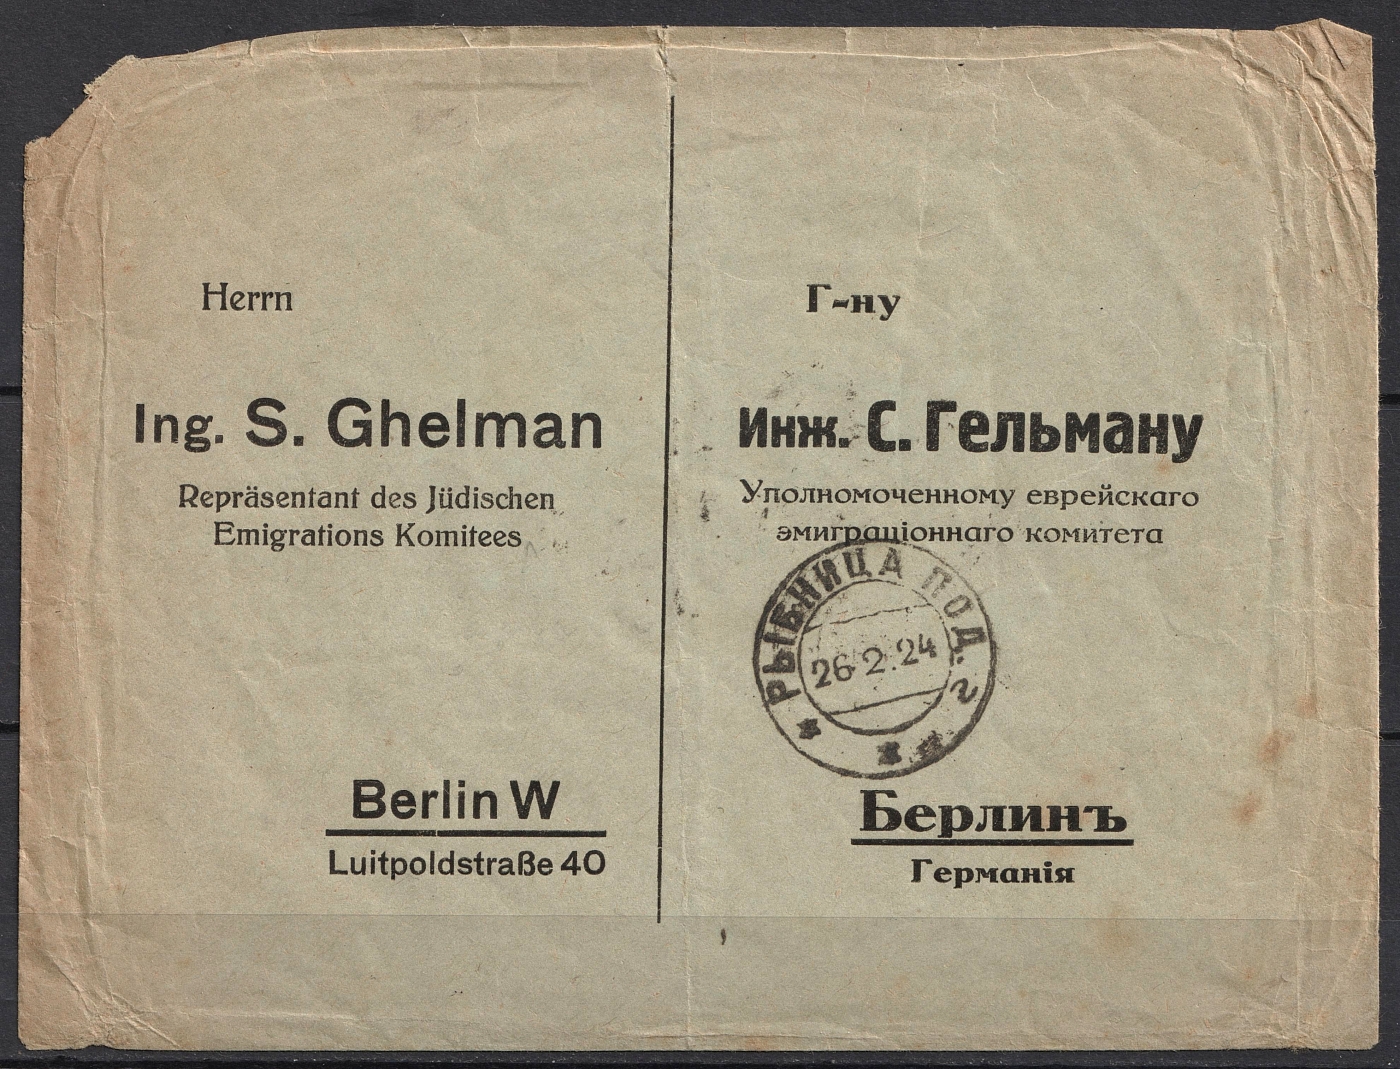 Herrn
Ing. S. Ghelman
Repräsentant des Jüdischen
Emigrations Komitees
Berlin W
Luitpoldstraße 40
Г-ну
Инж. С. Гельману
Уполномоченному еврейскаго
эмиграціоннаго комитета
РЫБНИЦА ПОД. г
26.2.24
Берлинъ
Германія